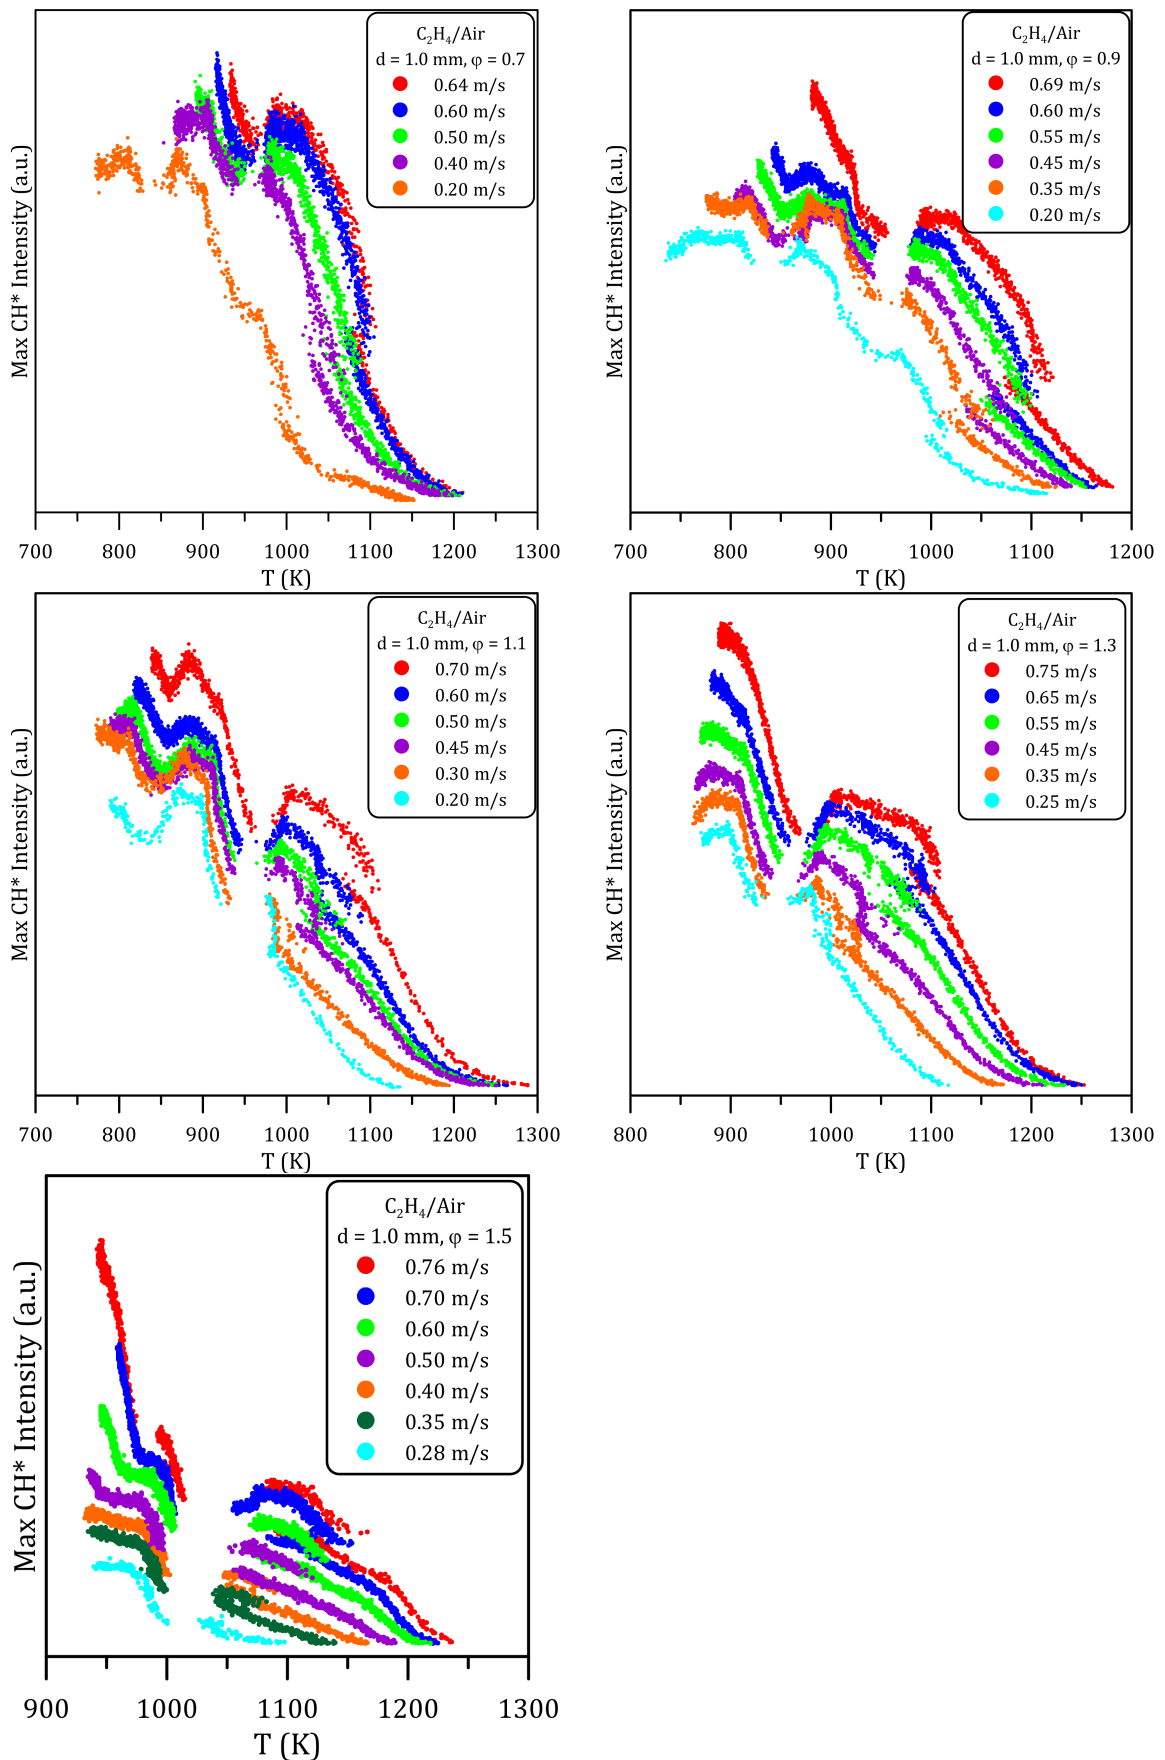 C₂H₄/Air
d = 1.0 mm, φ = 0.7
0.64 m/s
0.60 m/s
0.50 m/s
0.40 m/s
0.20 m/s
Max CH* Intensity (a.u.)
700 800 900 1000 1100 1200 1300
T (K)
C₂H₄/Air
d = 1.0 mm, φ = 0.9
0.69 m/s
0.60 m/s
0.55 m/s
0.45 m/s
0.35 m/s
0.20 m/s
Max CH* Intensity (a.u.)
700 800 900 1000 1100 1200
T (K)
C₂H₄/Air
d = 1.0 mm, φ = 1.1
0.70 m/s
0.60 m/s
0.50 m/s
0.45 m/s
0.30 m/s
0.20 m/s
Max CH* Intensity (a.u.)
700 800 900 1000 1100 1200 1300
T (K)
C₂H₄/Air
d = 1.0 mm, φ = 1.3
0.75 m/s
0.65 m/s
0.55 m/s
0.45 m/s
0.35 m/s
0.25 m/s
Max CH* Intensity (a.u.)
800 900 1000 1100 1200 1300
T (K)
C₂H₄/Air
d = 1.0 mm, φ = 1.5
0.76 m/s
0.70 m/s
0.60 m/s
0.50 m/s
0.40 m/s
0.35 m/s
0.28 m/s
Max CH* Intensity (a.u.)
900 1000 1100 1200 1300
T (K)